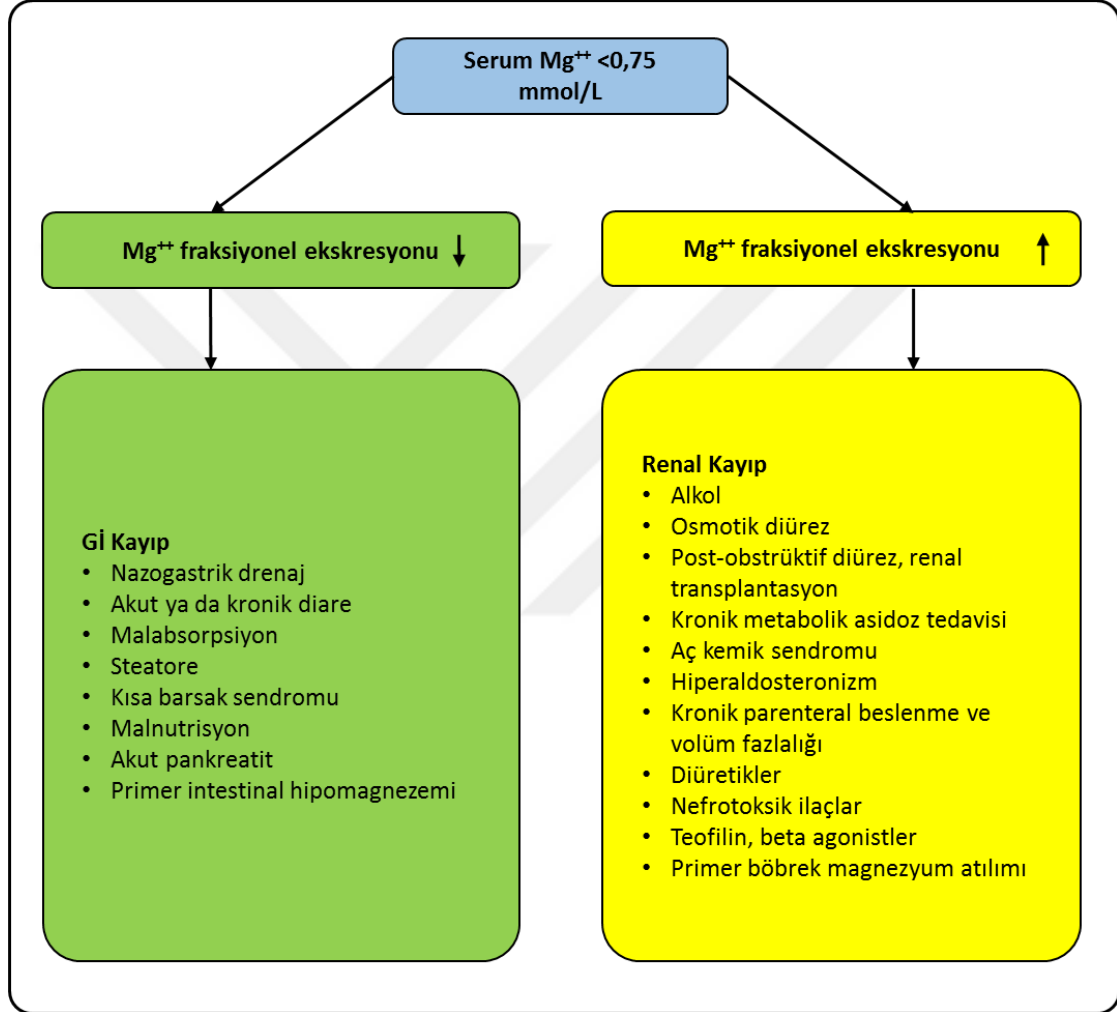 Serum Mg⁺⁺ <0,75
mmol/L
Mg⁺⁺ fraksiyonel ekskresyonu ↓
Mg⁺⁺ fraksiyonel ekskresyonu ↑
Gİ Kayıp
• Nazogastrik drenaj
• Akut ya da kronik diare
• Malabsorpsiyon
• Steatore
• Kısa barsak sendromu
• Malnutrisyon
• Akut pankreatit
• Primer intestinal hipomagnezemi
Renal Kayıp
• Alkol
• Osmotik diürez
• Post-obstrüktif diürez, renal
transplantasyon
• Kronik metabolik asidoz tedavisi
• Aç kemik sendromu
• Hiperaldosteronizm
• Kronik parenteral beslenme ve
volüm fazlalığı
• Diüretikler
• Nefrotoksik ilaçlar
• Teofilin, beta agonistler
• Primer böbrek magnezyum atılımı